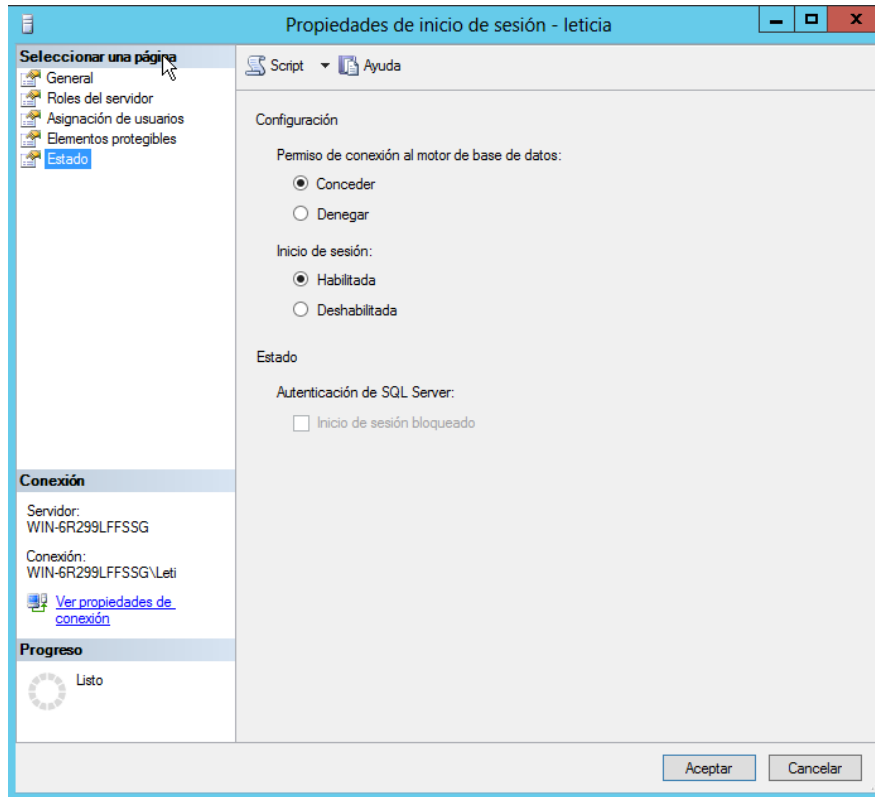 Propiedades de inicio de sesión - leticia
Seleccionar una página
General
Roles del servidor
Asignación de usuarios
Elementos protegibles
Estado
Script
Ayuda
Configuración
Permiso de conexión al motor de base de datos:
Conceder
Denegar
Inicio de sesión:
Habilitada
Deshabilitada
Estado
Autenticación de SQL Server:
Inicio de sesión bloqueado
Conexión
Servidor:
WIN-6R299LFFSSG
Conexión:
WIN-6R299LFFSSG\Leti
Ver propiedades de
conexión
Progreso
Listo
Aceptar
Cancelar